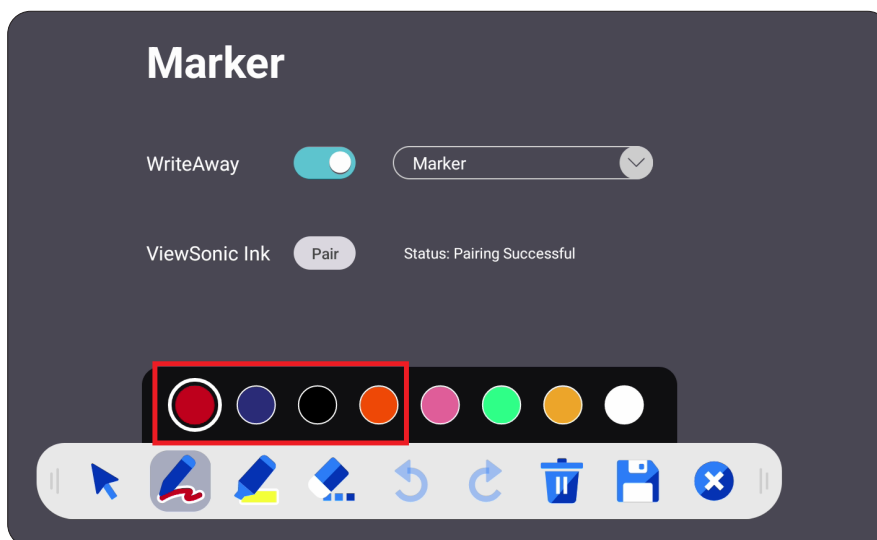 Marker
WriteAway Marker
ViewSonic Ink Pair Status: Pairing Successful